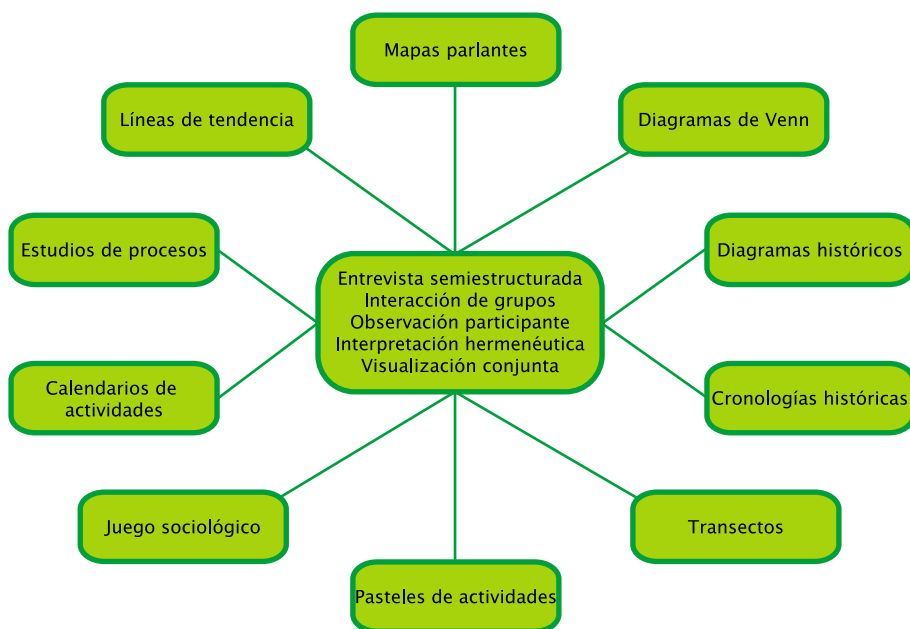 Mapas parlantes
Líneas de tendencia
Diagramas de Venn
Estudios de procesos
Diagramas históricos
Entrevista semiestructurada
Interacción de grupos
Observación participante
Interpretación hermenéutica
Visualización conjunta
Calendarios de
actividades
Cronologías históricas
Juego sociológico
Transectos
Pasteles de actividades